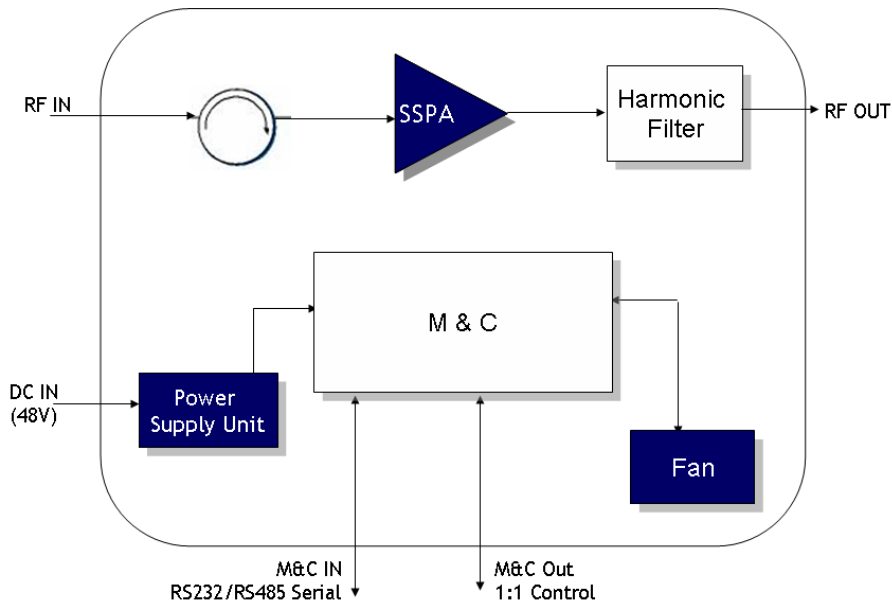 RF IN
SSPA
Harmonic
Filter
RF OUT
M & C
DC IN
(48V)
Power
Supply Unit
Fan
M&C IN
RS232/RS485 Serial
M&C Out
1:1 Control